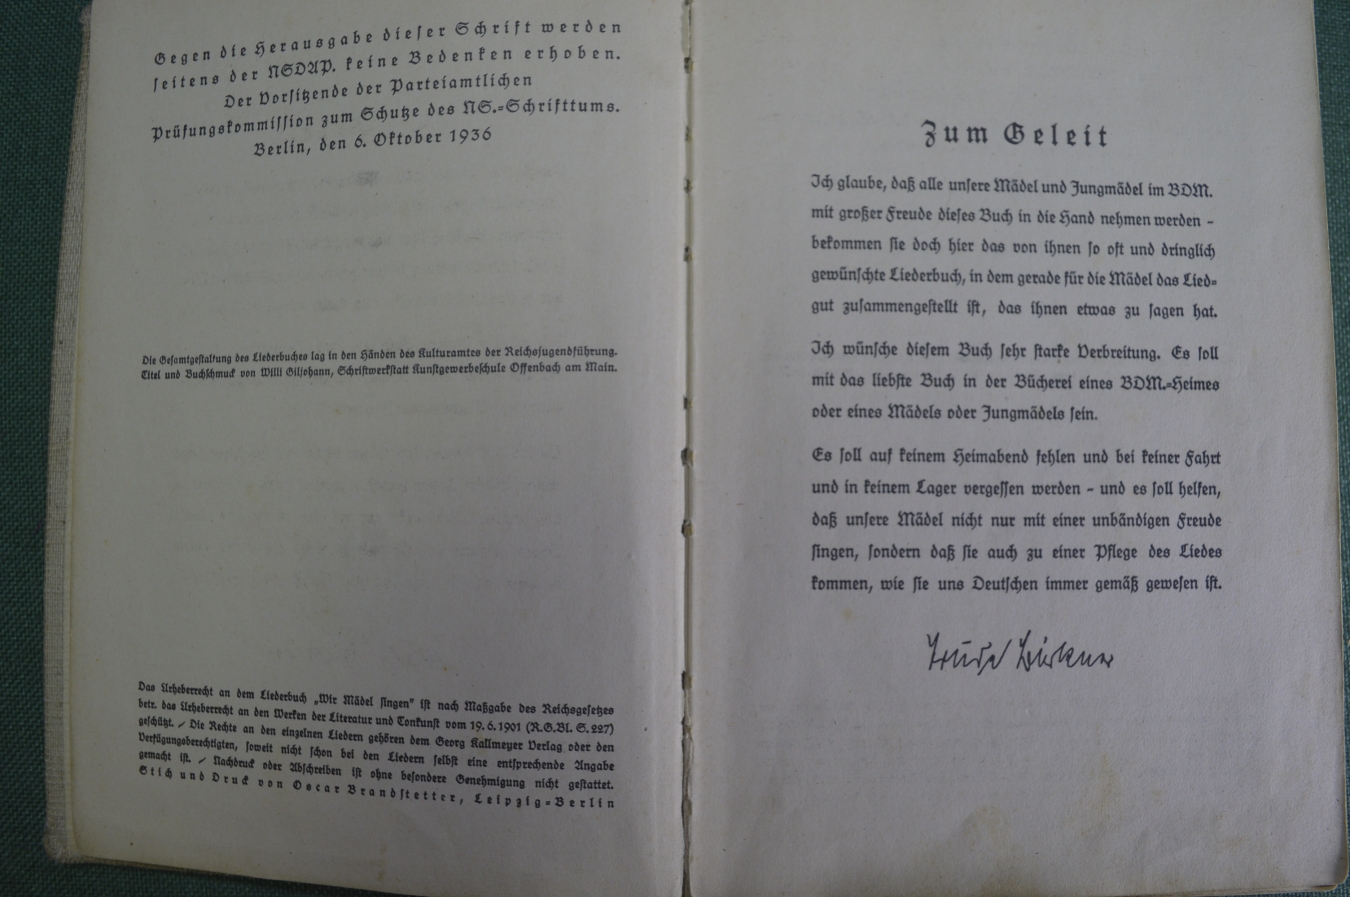 Gegen die Herausgabe dieser Schrift werden
seitens der NSDAP. keine Bedenken erhoben.
Der Vorsitzende der Parteiamtlichen
Prüfungskommission zum Schutze des NS.-Schrifttums.
Berlin, den 6. Oktober 1936
Die Gesamtgestaltung des Liederbuches lag in den Händen des Kulturamtes der Reichsjugendführung.
Titel und Buchschmuck von Willi Giljohann, Schriftwerkstatt Kunstgewerbeschule Offenbach am Main.
Das Urheberrecht an dem Liederbuch „Wir Mädel singen" ist nach Maßgabe des Reichsgesetzes
betr. das Urheberrecht an den Werken der Literatur und Tonkunst vom 19. 6. 1901 (R.G.Bl. S. 227)
geschützt. / Die Rechte an den einzelnen Liedern gehören dem Georg Kallmeyer Verlag oder den
Verfügungsberechtigten, soweit nicht schon bei den Liedern selbst eine entsprechende Angabe
gemacht ist. / Nachdruck oder Abschreiben ist ohne besondere Genehmigung nicht gestattet.
Stich und Druck von Oscar Brandstetter, Leipzig-Berlin
Zum Geleit
Ich glaube, daß alle unsere Mädel und Jungmädel im BDM.
mit großer Freude dieses Buch in die Hand nehmen werden –
bekommen sie doch hier das von ihnen so oft und dringlich
gewünschte Liederbuch, in dem gerade für die Mädel das Lied-
gut zusammengestellt ist, das ihnen etwas zu sagen hat.
Ich wünsche diesem Buch sehr starke Verbreitung. Es soll
mit das liebste Buch in der Bücherei eines BDM.-Heimes
oder eines Mädels oder Jungmädels sein.
Es soll auf keinem Heimabend fehlen und bei keiner Fahrt
und in keinem Lager vergessen werden – und es soll helfen,
daß unsere Mädel nicht nur mit einer unbändigen Freude
singen, sondern daß sie auch zu einer Pflege des Liedes
kommen, wie sie uns Deutschen immer gemäß gewesen ist.